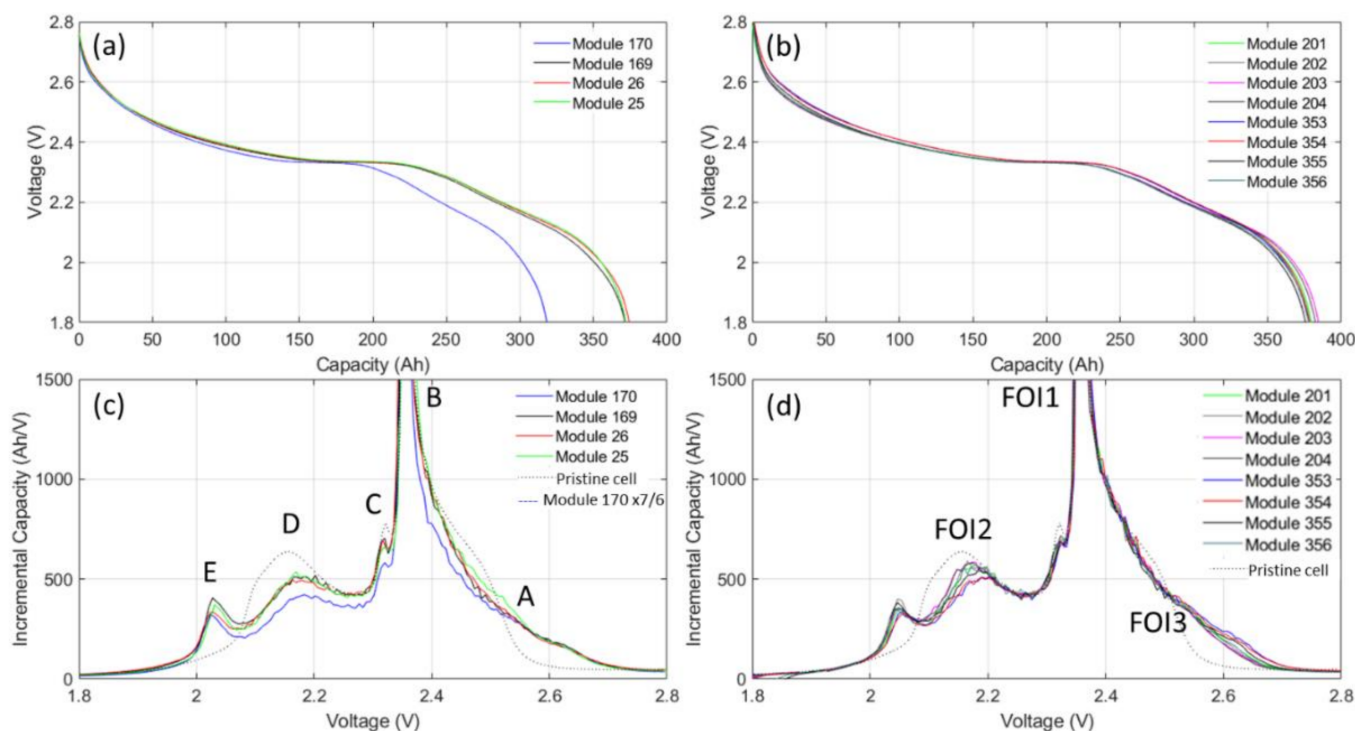 (a)
Module 170
Module 169
Module 26
Module 25
Voltage (V)
2.8
2.6
2.4
2.2
2
1.8
0 50 100 150 200 250 300 350 400
Capacity (Ah)
(b)
Module 201
Module 202
Module 203
Module 204
Module 353
Module 354
Module 355
Module 356
Voltage (V)
2.8
2.6
2.4
2.2
2
1.8
0 50 100 150 200 250 300 350 400
Capacity (Ah)
(c)
B
C
D
E
A
Module 170
Module 169
Module 26
Module 25
Pristine cell
Module 170 x7/6
Incremental Capacity (Ah/V)
1500
1000
500
0
1.8 2 2.2 2.4 2.6 2.8
Voltage (V)
(d)
FOI1
FOI2
FOI3
Module 201
Module 202
Module 203
Module 204
Module 353
Module 354
Module 355
Module 356
Pristine cell
Incremental Capacity (Ah/V)
1500
1000
500
0
1.8 2 2.2 2.4 2.6 2.8
Voltage (V)